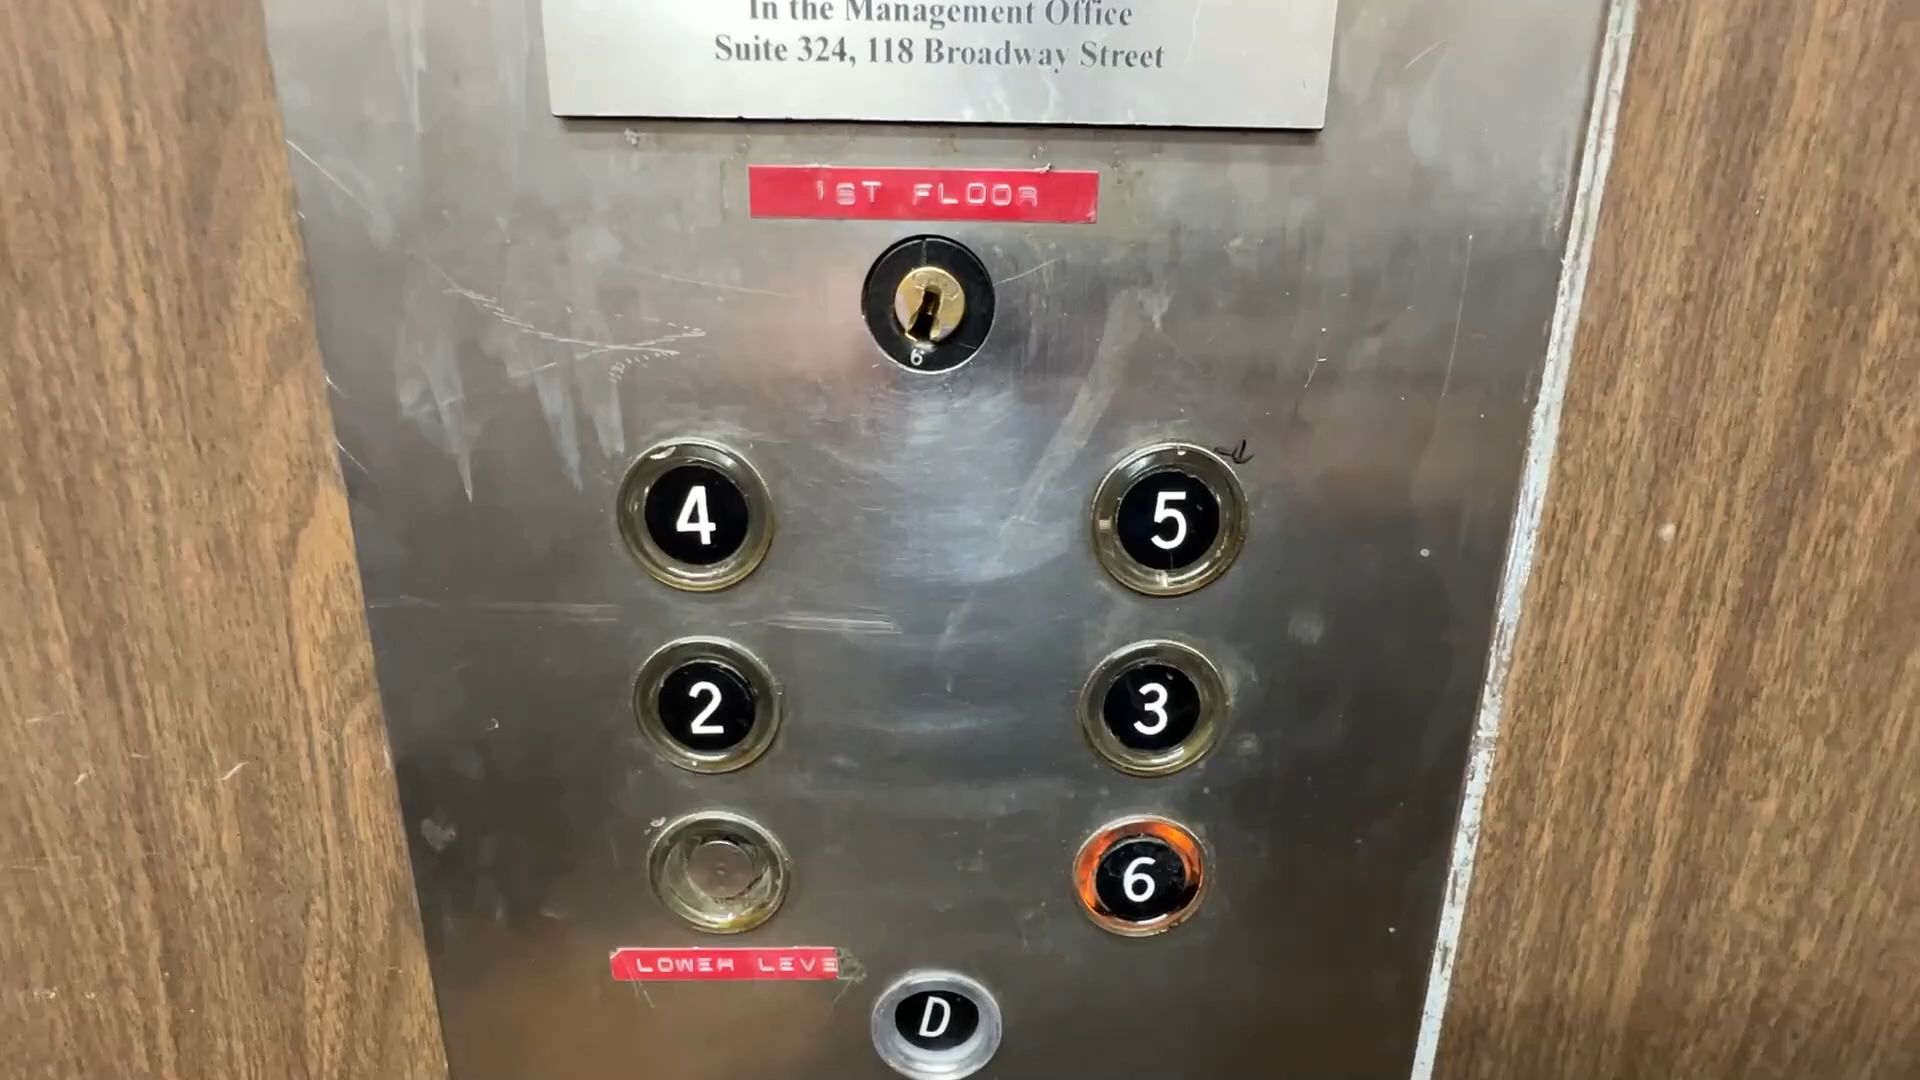 In the Management Office
Suite 324, 118 Broadway Street
1ST FLOOR
6
4 5
2 3
6
LOWER LEVE
D